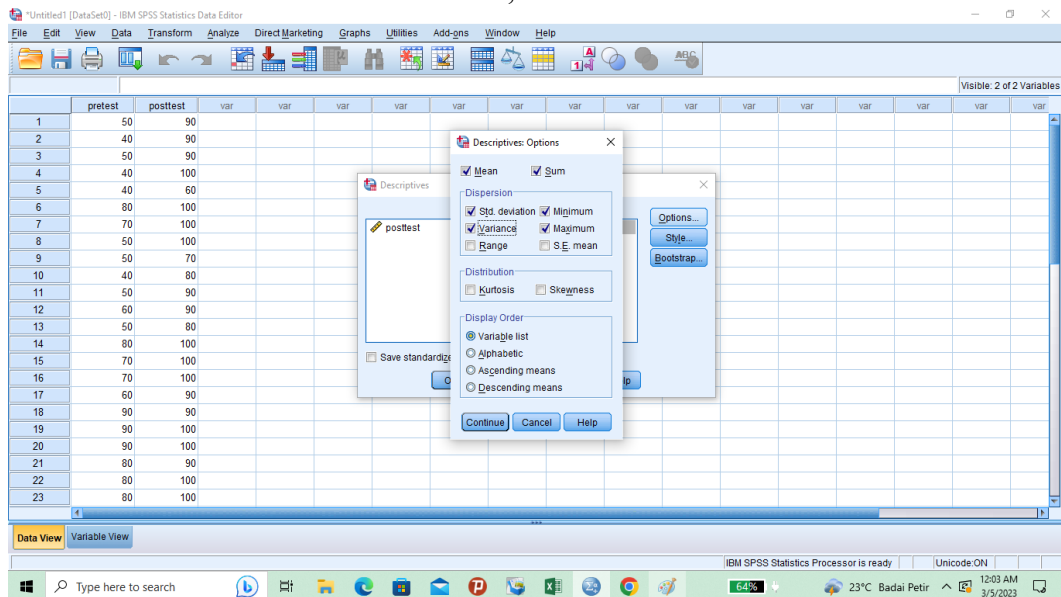 *Untitled1 [DataSet0] - IBM SPSS Statistics Data Editor
File Edit View Data Transform Analyze Direct Marketing Graphs Utilities Add-ons Window Help
Visible: 2 of 2 Variables
pretest posttest var var var var var var var var var var var var var var var
1 50 90
2 40 90
3 50 90
4 40 100
5 40 60
6 80 100
7 70 100
8 50 100
9 50 70
10 40 80
11 50 90
12 60 90
13 50 80
14 80 100
15 70 100
16 70 100
17 60 90
18 90 90
19 90 100
20 90 100
21 80 90
22 80 100
23 80 100
Descriptives
posttest
Options...
Style...
Bootstrap...
Save standardize
Descriptives: Options
Mean Sum
Dispersion
Std. deviation Minimum
Variance Maximum
Range S.E. mean
Distribution
Kurtosis Skewness
Display Order
Variable list
Alphabetic
Ascending means
Descending means
Continue Cancel Help
Data View Variable View
IBM SPSS Statistics Processor is ready Unicode:ON
Type here to search
64%
23°C Badai Petir
12:03 AM
3/5/2023